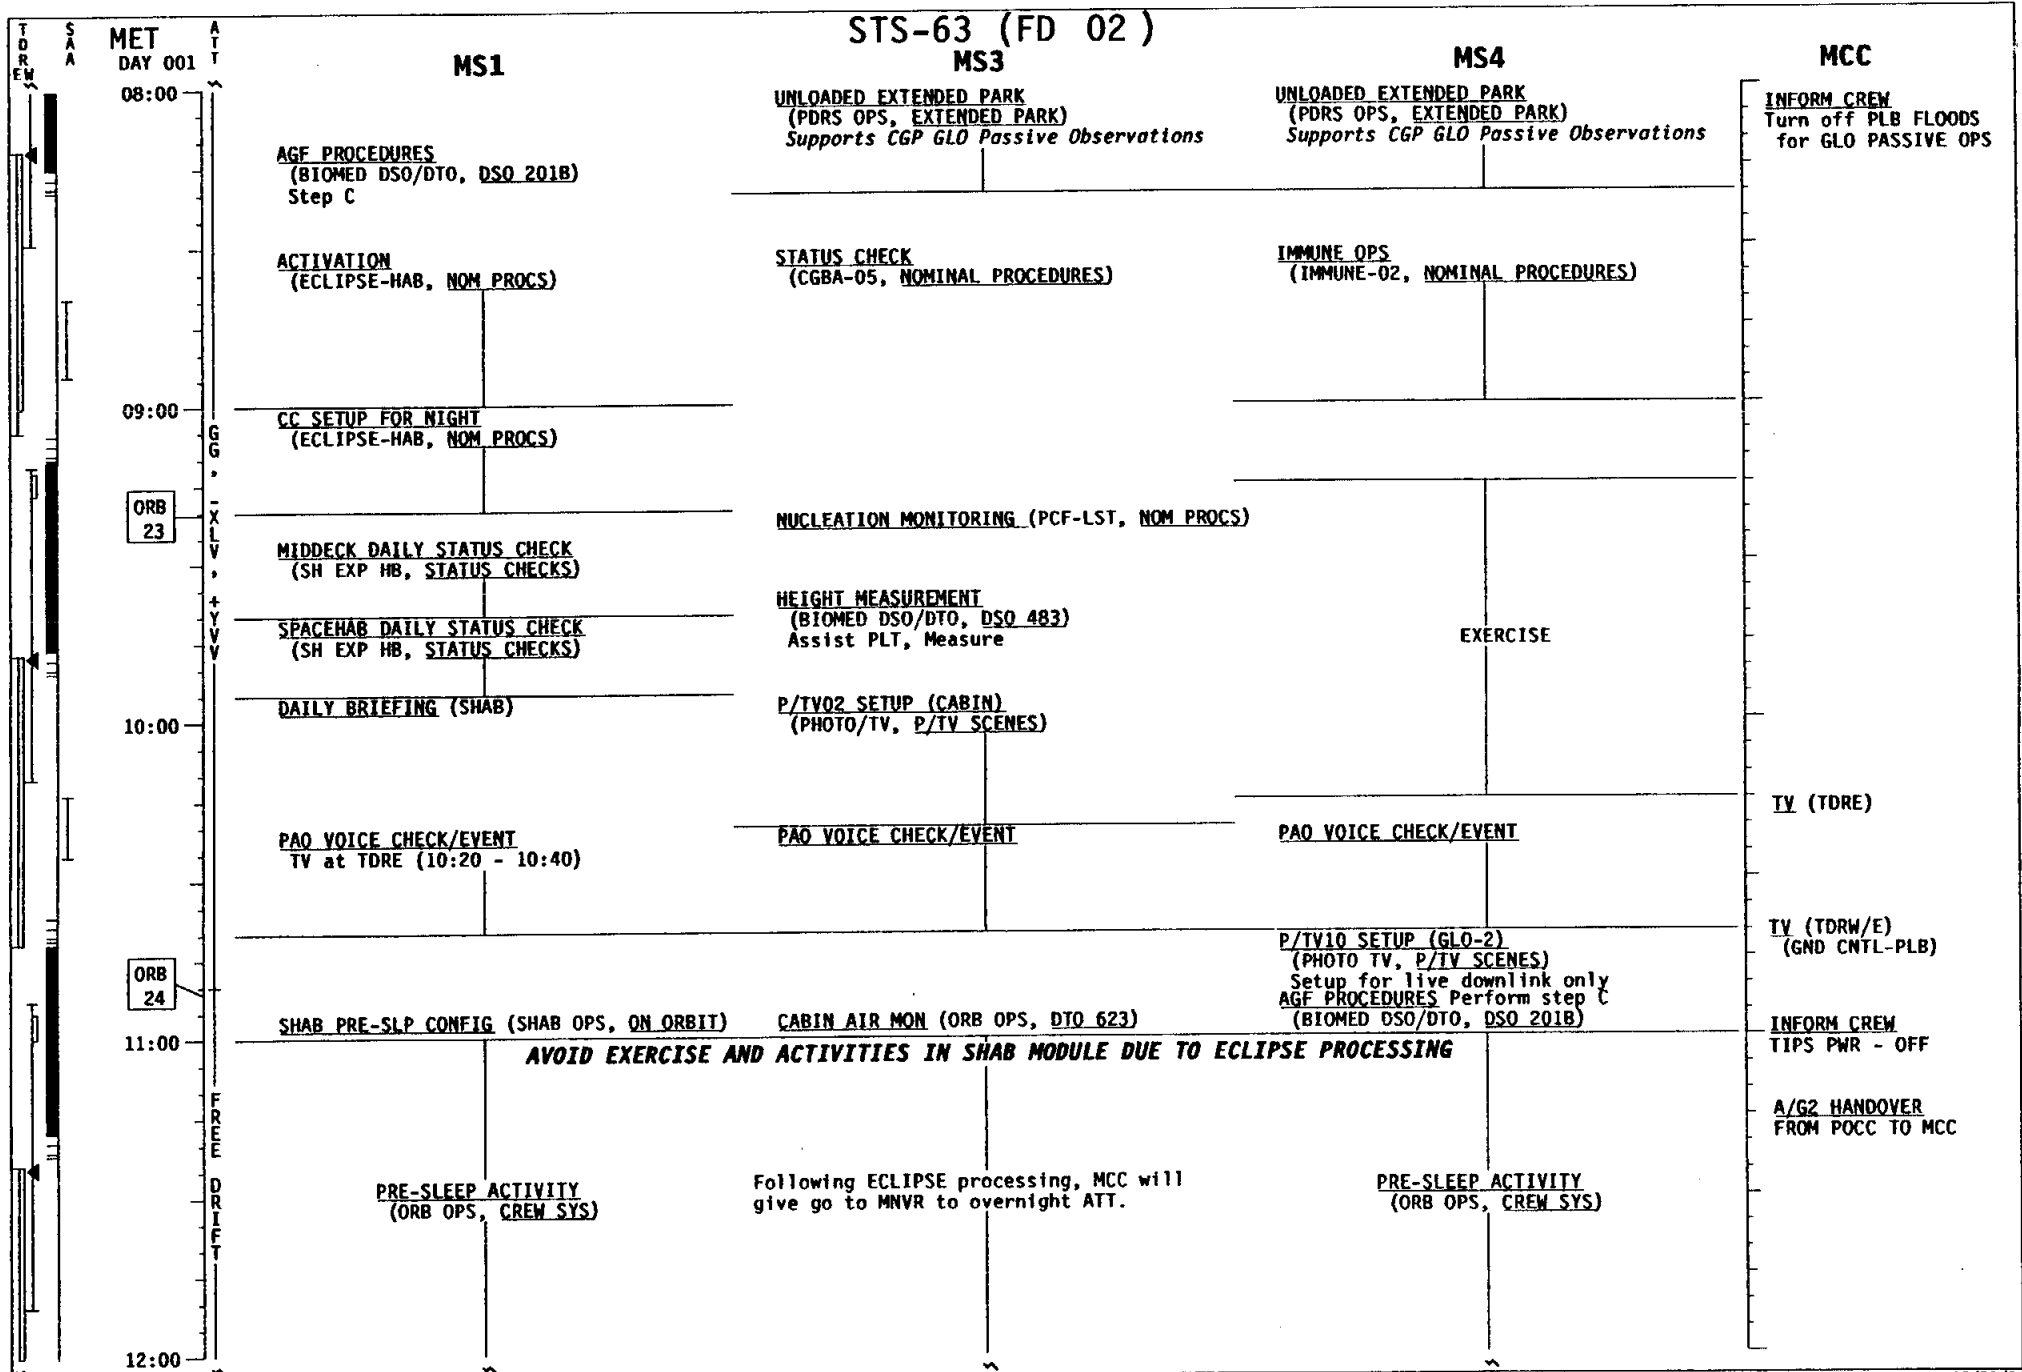 STS-63 (FD 02 )
TDRE W
SAA
MET
DAY 001
ATT
MS1
MS3
MS4
MCC
08:00
AGF PROCEDURES
(BIOMED DSO/DTO, DSO 201B)
Step C
ACTIVATION
(ECLIPSE-HAB, NOM PROCS)
09:00
CC SETUP FOR NIGHT
(ECLIPSE-HAB, NOM PROCS)
GG, -XLV, +YVV
ORB
23
MIDDECK DAILY STATUS CHECK
(SH EXP HB, STATUS CHECKS)
SPACEHAB DAILY STATUS CHECK
(SH EXP HB, STATUS CHECKS)
DAILY BRIEFING (SHAB)
10:00
PAO VOICE CHECK/EVENT
TV at TDRE (10:20 - 10:40)
ORB
24
SHAB PRE-SLP CONFIG (SHAB OPS, ON ORBIT)
11:00
FREE DRIFT
PRE-SLEEP ACTIVITY
(ORB OPS, CREW SYS)
12:00
UNLOADED EXTENDED PARK
(PDRS OPS, EXTENDED PARK)
Supports CGP GLO Passive Observations
STATUS CHECK
(CGBA-05, NOMINAL PROCEDURES)
NUCLEATION MONITORING (PCF-LST, NOM PROCS)
HEIGHT MEASUREMENT
(BIOMED DSO/DTO, DSO 483)
Assist PLT, Measure
P/TV02 SETUP (CABIN)
(PHOTO/TV, P/TV SCENES)
PAO VOICE CHECK/EVENT
CABIN AIR MON (ORB OPS, DTO 623)
AVOID EXERCISE AND ACTIVITIES IN SHAB MODULE DUE TO ECLIPSE PROCESSING
Following ECLIPSE processing, MCC will
give go to MNVR to overnight ATT.
UNLOADED EXTENDED PARK
(PDRS OPS, EXTENDED PARK)
Supports CGP GLO Passive Observations
IMMUNE OPS
(IMMUNE-02, NOMINAL PROCEDURES)
EXERCISE
PAO VOICE CHECK/EVENT
P/TV10 SETUP (GLO-2)
(PHOTO TV, P/TV SCENES)
Setup for live downlink only
AGF PROCEDURES Perform step C
(BIOMED DSO/DTO, DSO 201B)
PRE-SLEEP ACTIVITY
(ORB OPS, CREW SYS)
INFORM CREW
Turn off PLB FLOODS
for GLO PASSIVE OPS
TV (TDRE)
TV (TDRW/E)
(GND CNTL-PLB)
INFORM CREW
TIPS PWR - OFF
A/G2 HANDOVER
FROM POCC TO MCC